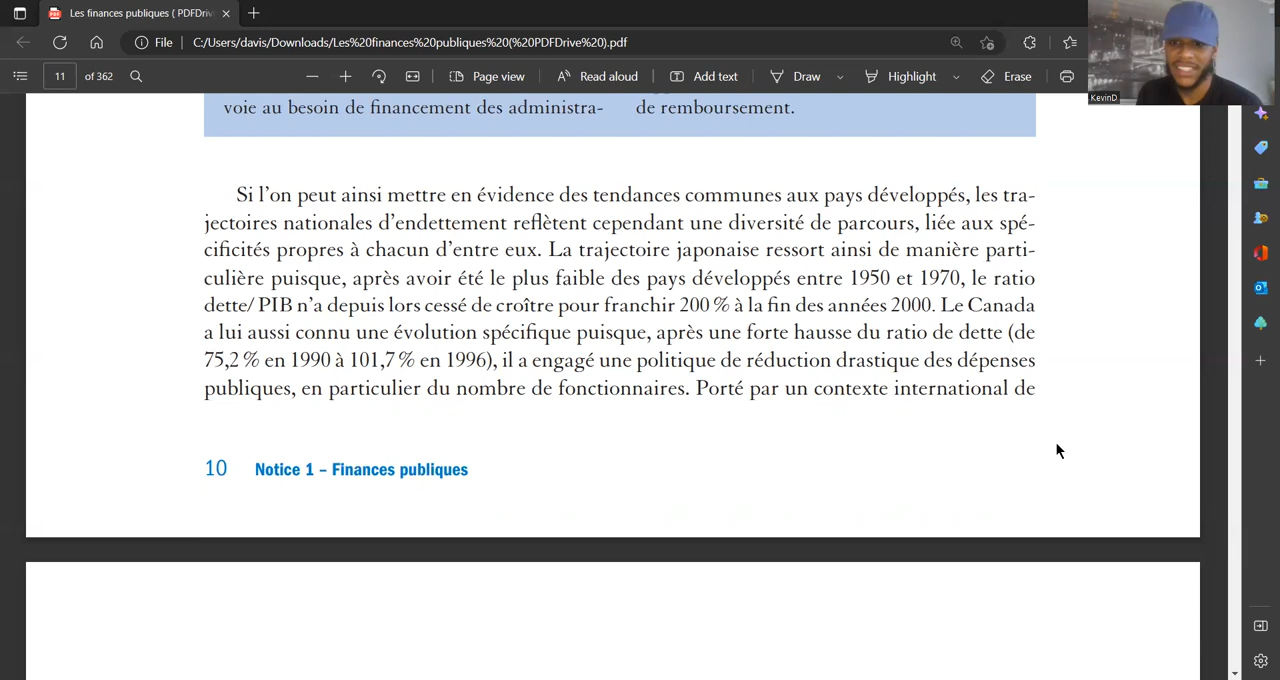 Les finances publiques ( PDFDriv
File
C:/Users/davis/Downloads/Les%20finances%20publiques%20(%20PDFDrive%20).pdf
11
of 362
Page view
Read aloud
Add text
Draw
Highlight
Erase
KevinD
voie au besoin de financement des administra-
de remboursement.
Si l’on peut ainsi mettre en évidence des tendances communes aux pays développés, les tra-
jectoires nationales d’endettement reflètent cependant une diversité de parcours, liée aux spé-
cificités propres à chacun d’entre eux. La trajectoire japonaise ressort ainsi de manière parti-
culière puisque, après avoir été le plus faible des pays développés entre 1950 et 1970, le ratio
dette/ PIB n’a depuis lors cessé de croître pour franchir 200 % à la fin des années 2000. Le Canada
a lui aussi connu une évolution spécifique puisque, après une forte hausse du ratio de dette (de
75,2 % en 1990 à 101,7 % en 1996), il a engagé une politique de réduction drastique des dépenses
publiques, en particulier du nombre de fonctionnaires. Porté par un contexte international de
10 Notice 1 – Finances publiques